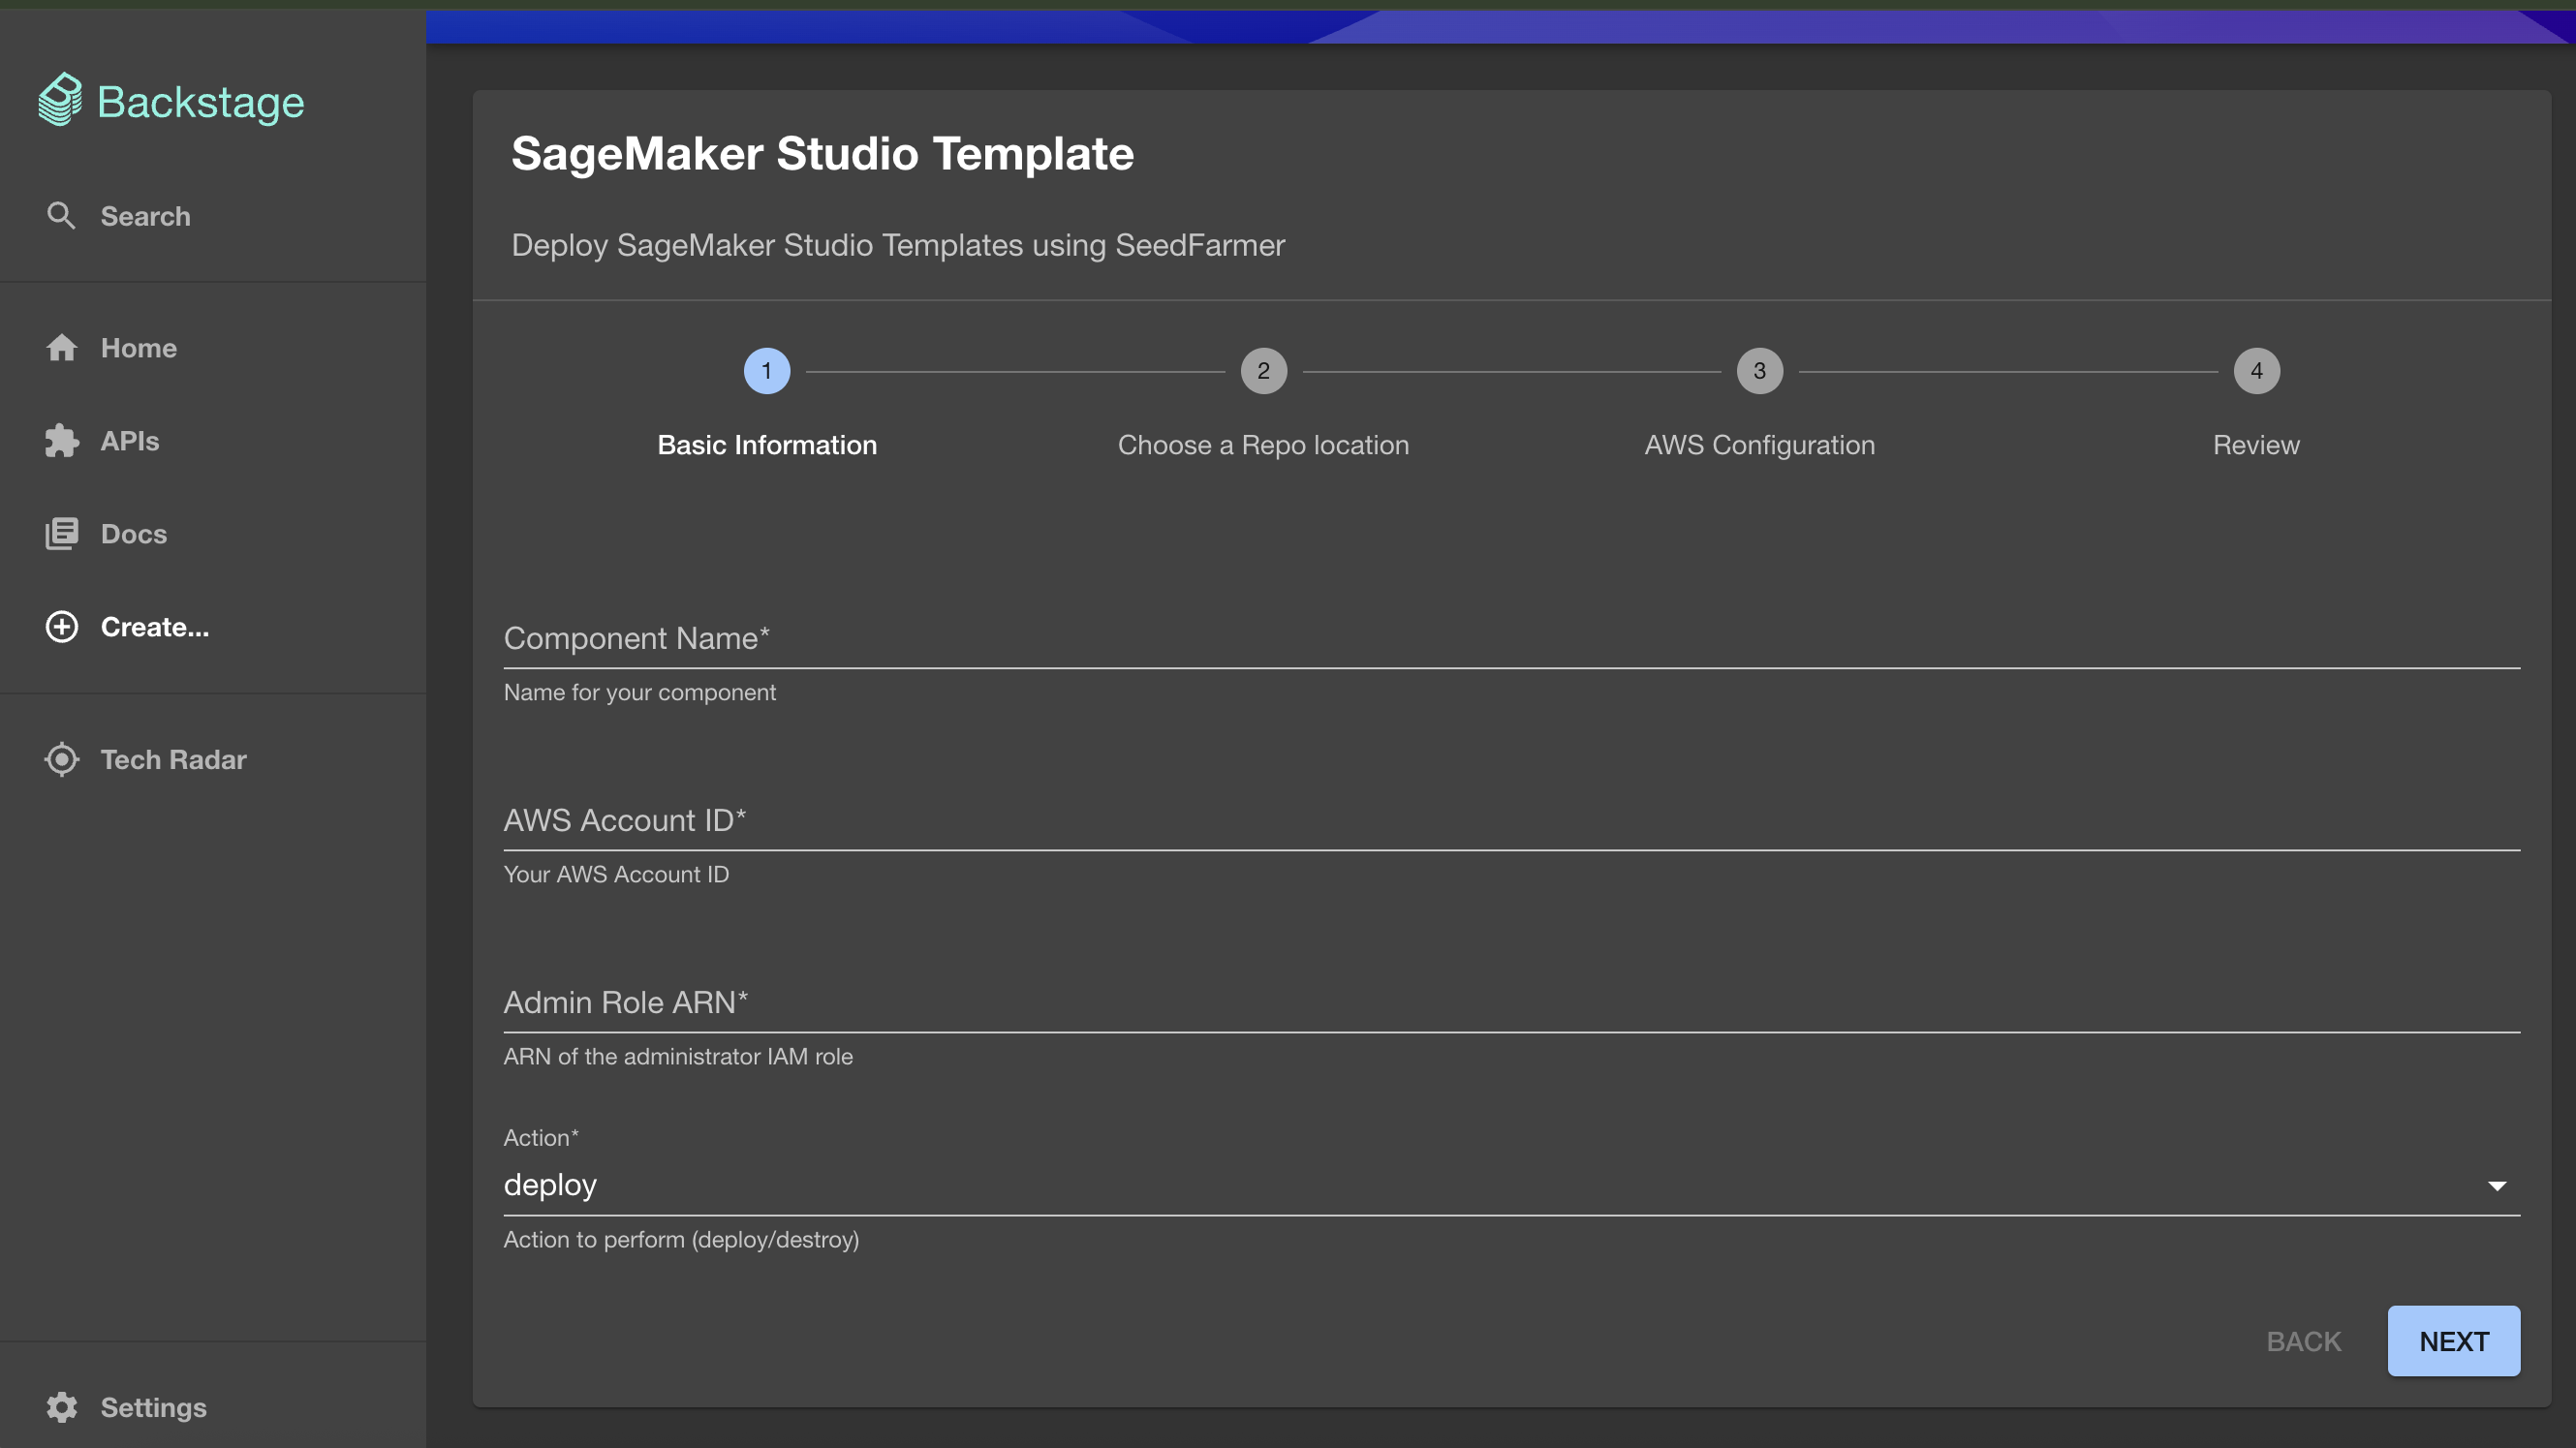 Backstage
Search
Home
APIs
Docs
Create...
Tech Radar
Settings
SageMaker Studio Template
Deploy SageMaker Studio Templates using SeedFarmer
1
2
3
4
Basic Information
Choose a Repo location
AWS Configuration
Review
Component Name*
Name for your component
AWS Account ID*
Your AWS Account ID
Admin Role ARN*
ARN of the administrator IAM role
Action*
deploy
Action to perform (deploy/destroy)
BACK
NEXT